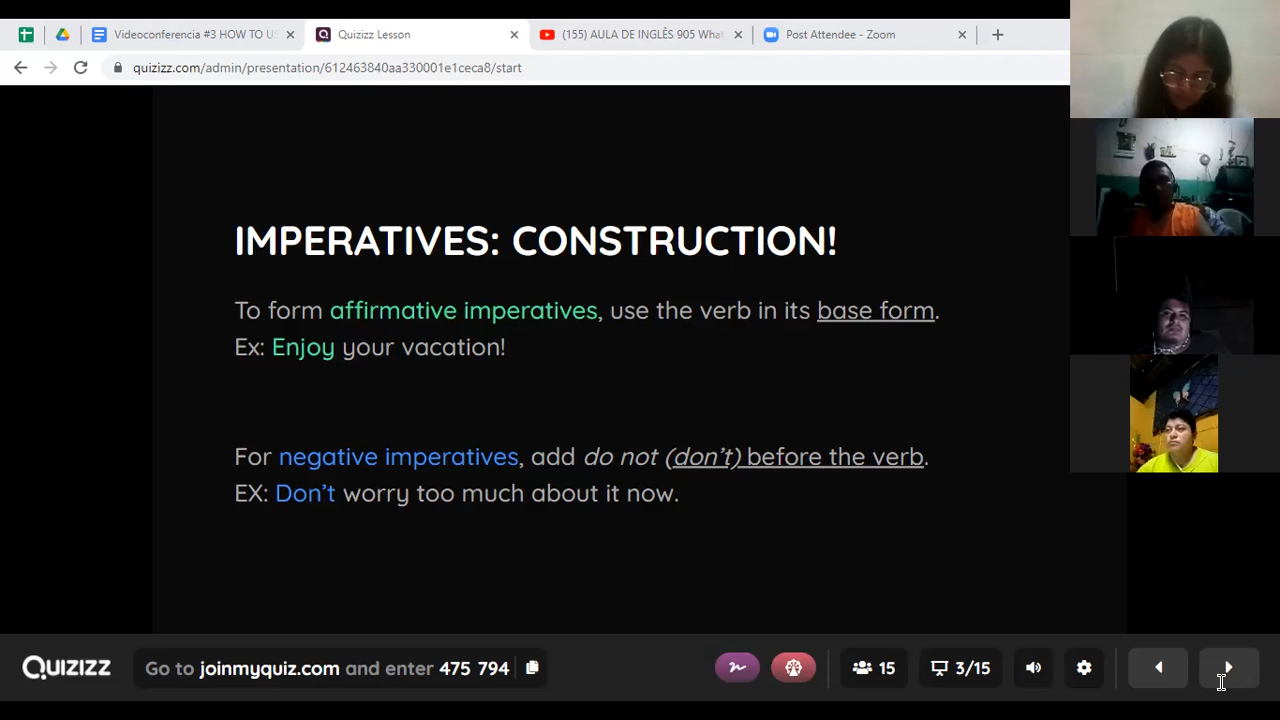 Videoconferencia #3 HOW TO U
Quizizz Lesson
(155) AULA DE INGLÊS 905 What
Post Attendee - Zoom
quizizz.com/admin/presentation/612463840aa330001e1ceca8/start
IMPERATIVES: CONSTRUCTION!
To form affirmative imperatives, use the verb in its base form.
Ex: Enjoy your vacation!
For negative imperatives, add do not (don't) before the verb.
EX: Don't worry too much about it now.
QUIZIZZ
Go to joinmyquiz.com and enter 475 794
15
3/15